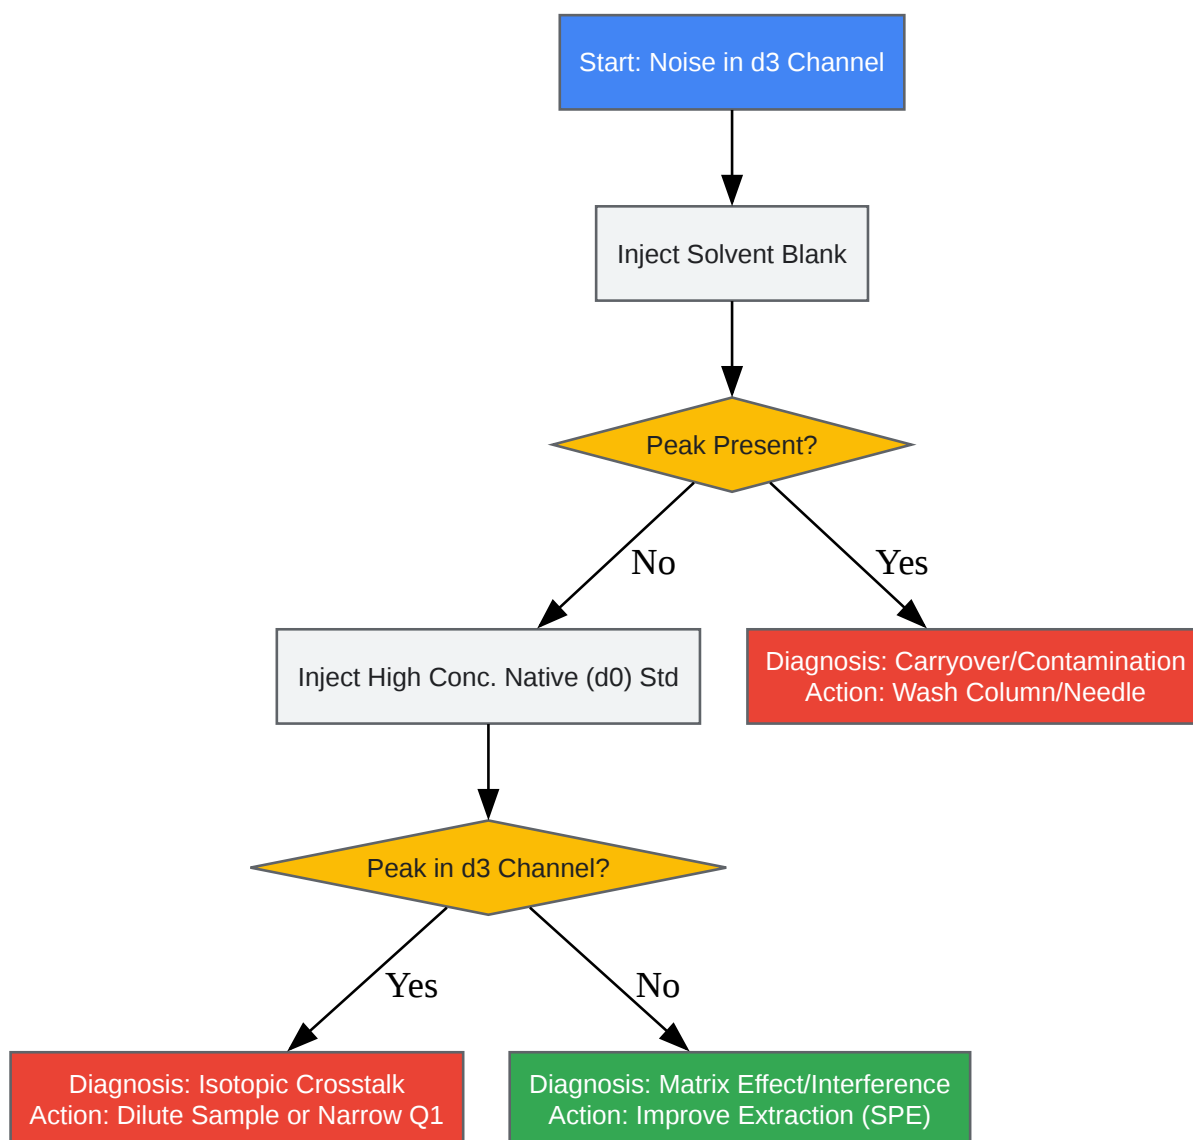 Start: Noise in d3 Channel
Inject Solvent Blank
Peak Present?
No
Yes
Inject High Conc. Native (d0) Std
Diagnosis: Carryover/Contamination
Action: Wash Column/Needle
Peak in d3 Channel?
Yes
No
Diagnosis: Isotopic Crosstalk
Action: Dilute Sample or Narrow Q1
Diagnosis: Matrix Effect/Interference
Action: Improve Extraction (SPE)